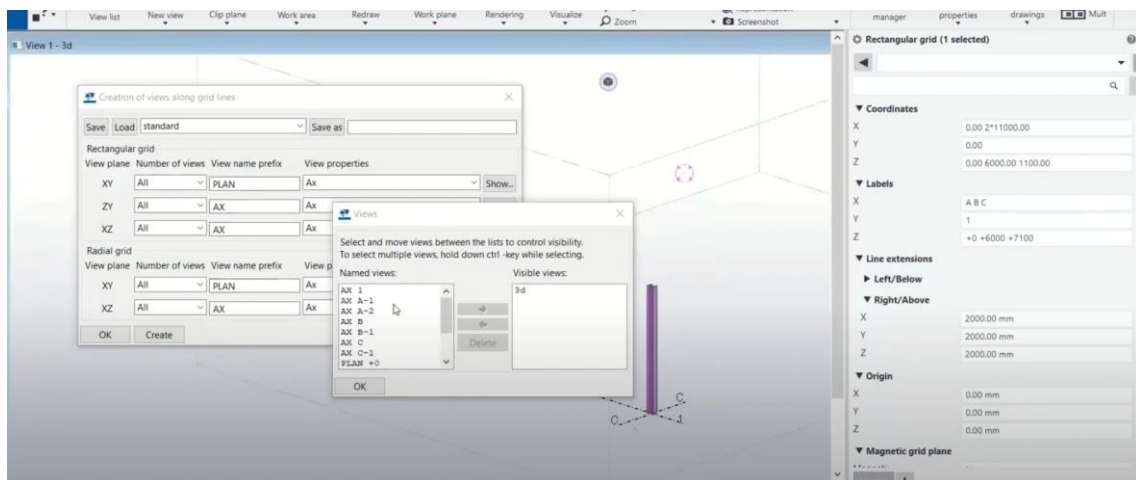 View list New view Clip plane Work area Redraw Work plane Rendering Visualize Zoom Screenshot manager properties drawings Mult
View 1 - 3d
Rectangular grid (1 selected)
Creation of views along grid lines
Save Load standard Save as
Rectangular grid
View plane Number of views View name prefix View properties
XY All PLAN Ax Show...
ZY All AX Ax
XZ All AX Ax
Radial grid
View plane Number of views View name prefix View p
XY All PLAN Ax
XZ All AX Ax
OK Create
Views
Select and move views between the lists to control visibility.
To select multiple views, hold down ctrl -key while selecting.
Named views: Visible views:
AX 1
AX A-1
AX A-2
AX B
AX B-1
AX C
AX C-1
PLAN +0
3d
Delete
OK
C C
1
Coordinates
X 0.00 2*11000.00
Y 0.00
Z 0.00 6000.00 1100.00
Labels
X A B C
Y 1
Z +0 +6000 +7100
Line extensions
Left/Below
Right/Above
X 2000.00 mm
Y 2000.00 mm
Z 2000.00 mm
Origin
X 0.00 mm
Y 0.00 mm
Z 0.00 mm
Magnetic grid plane